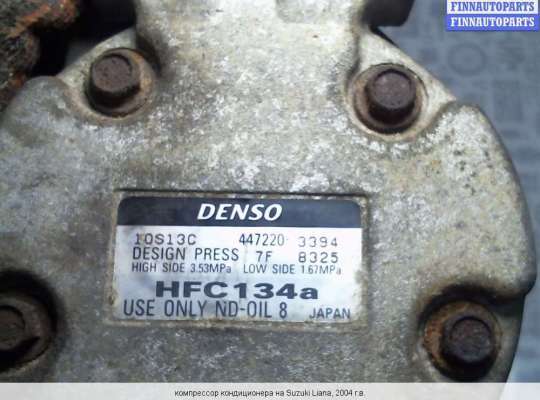 FINNAUTOPARTS
FINNAUTOPARTS
DENSO
10S13C 447220-3394
DESIGN PRESS 7F 8325
HIGH SIDE 3.53MPa LOW SIDE 1.67MPa
HFC134a
USE ONLY ND-OIL 8 JAPAN
компрессор кондиционера на Suzuki Liana, 2004 г.в.